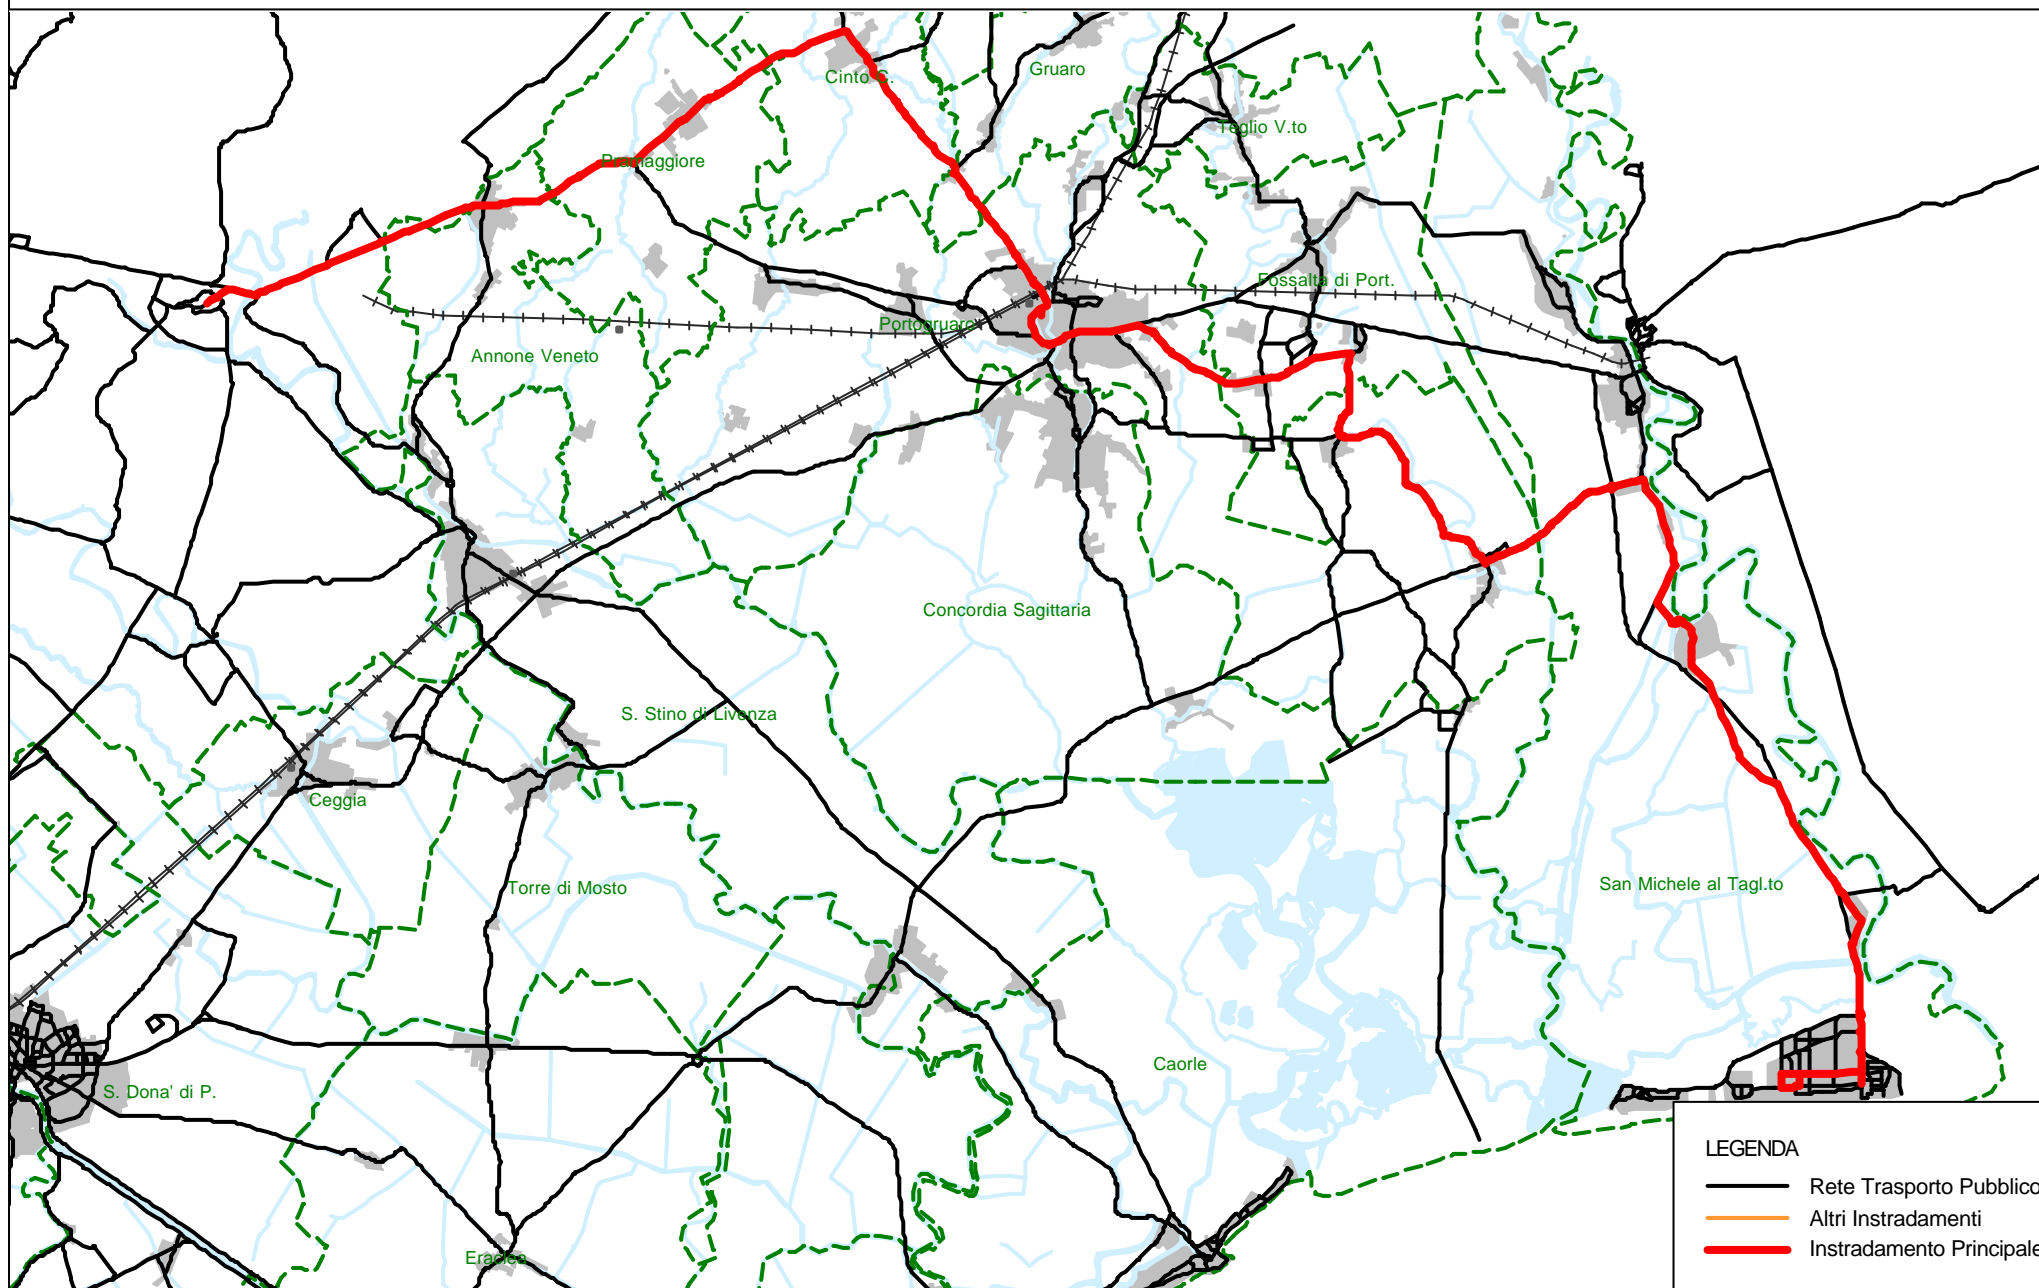 Gruaro
Cinto C.
Teglio V.to
Pramaggiore
Fossalta di Port.
Portogruaro
Annone Veneto
Concordia Sagittaria
S. Stino di Livenza
Ceggia
Torre di Mosto
San Michele al Tagl.to
Caorle
S. Dona' di P.
Eraclea
LEGENDA
Rete Trasporto Pubblico
Altri Instradamenti
Instradamento Principale